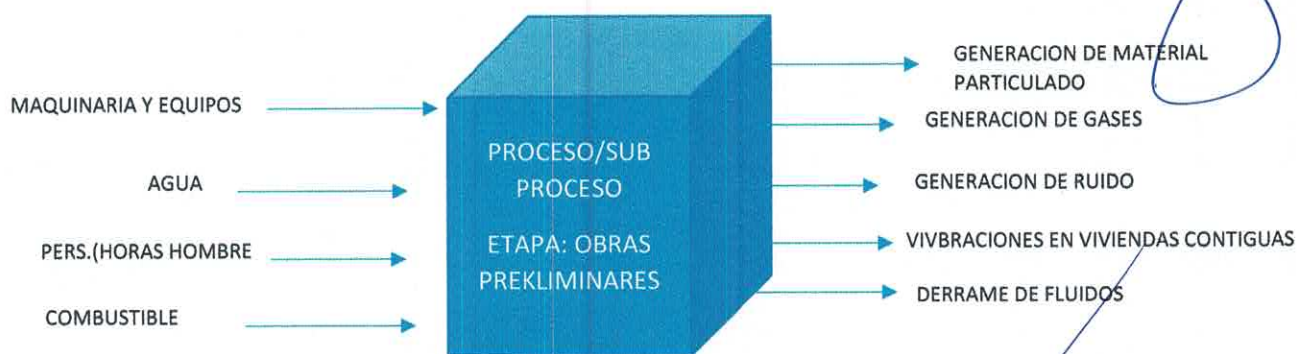 MAQUINARIA Y EQUIPOS
AGUA
PERS.(HORAS HOMBRE
COMBUSTIBLE
PROCESO/SUB
PROCESO
ETAPA: OBRAS
PREKLIMINARES
GENERACION DE MATERIAL
PARTICULADO
GENERACION DE GASES
GENERACION DE RUIDO
VIVBRACIONES EN VIVIENDAS CONTIGUAS
DERRAME DE FLUIDOS